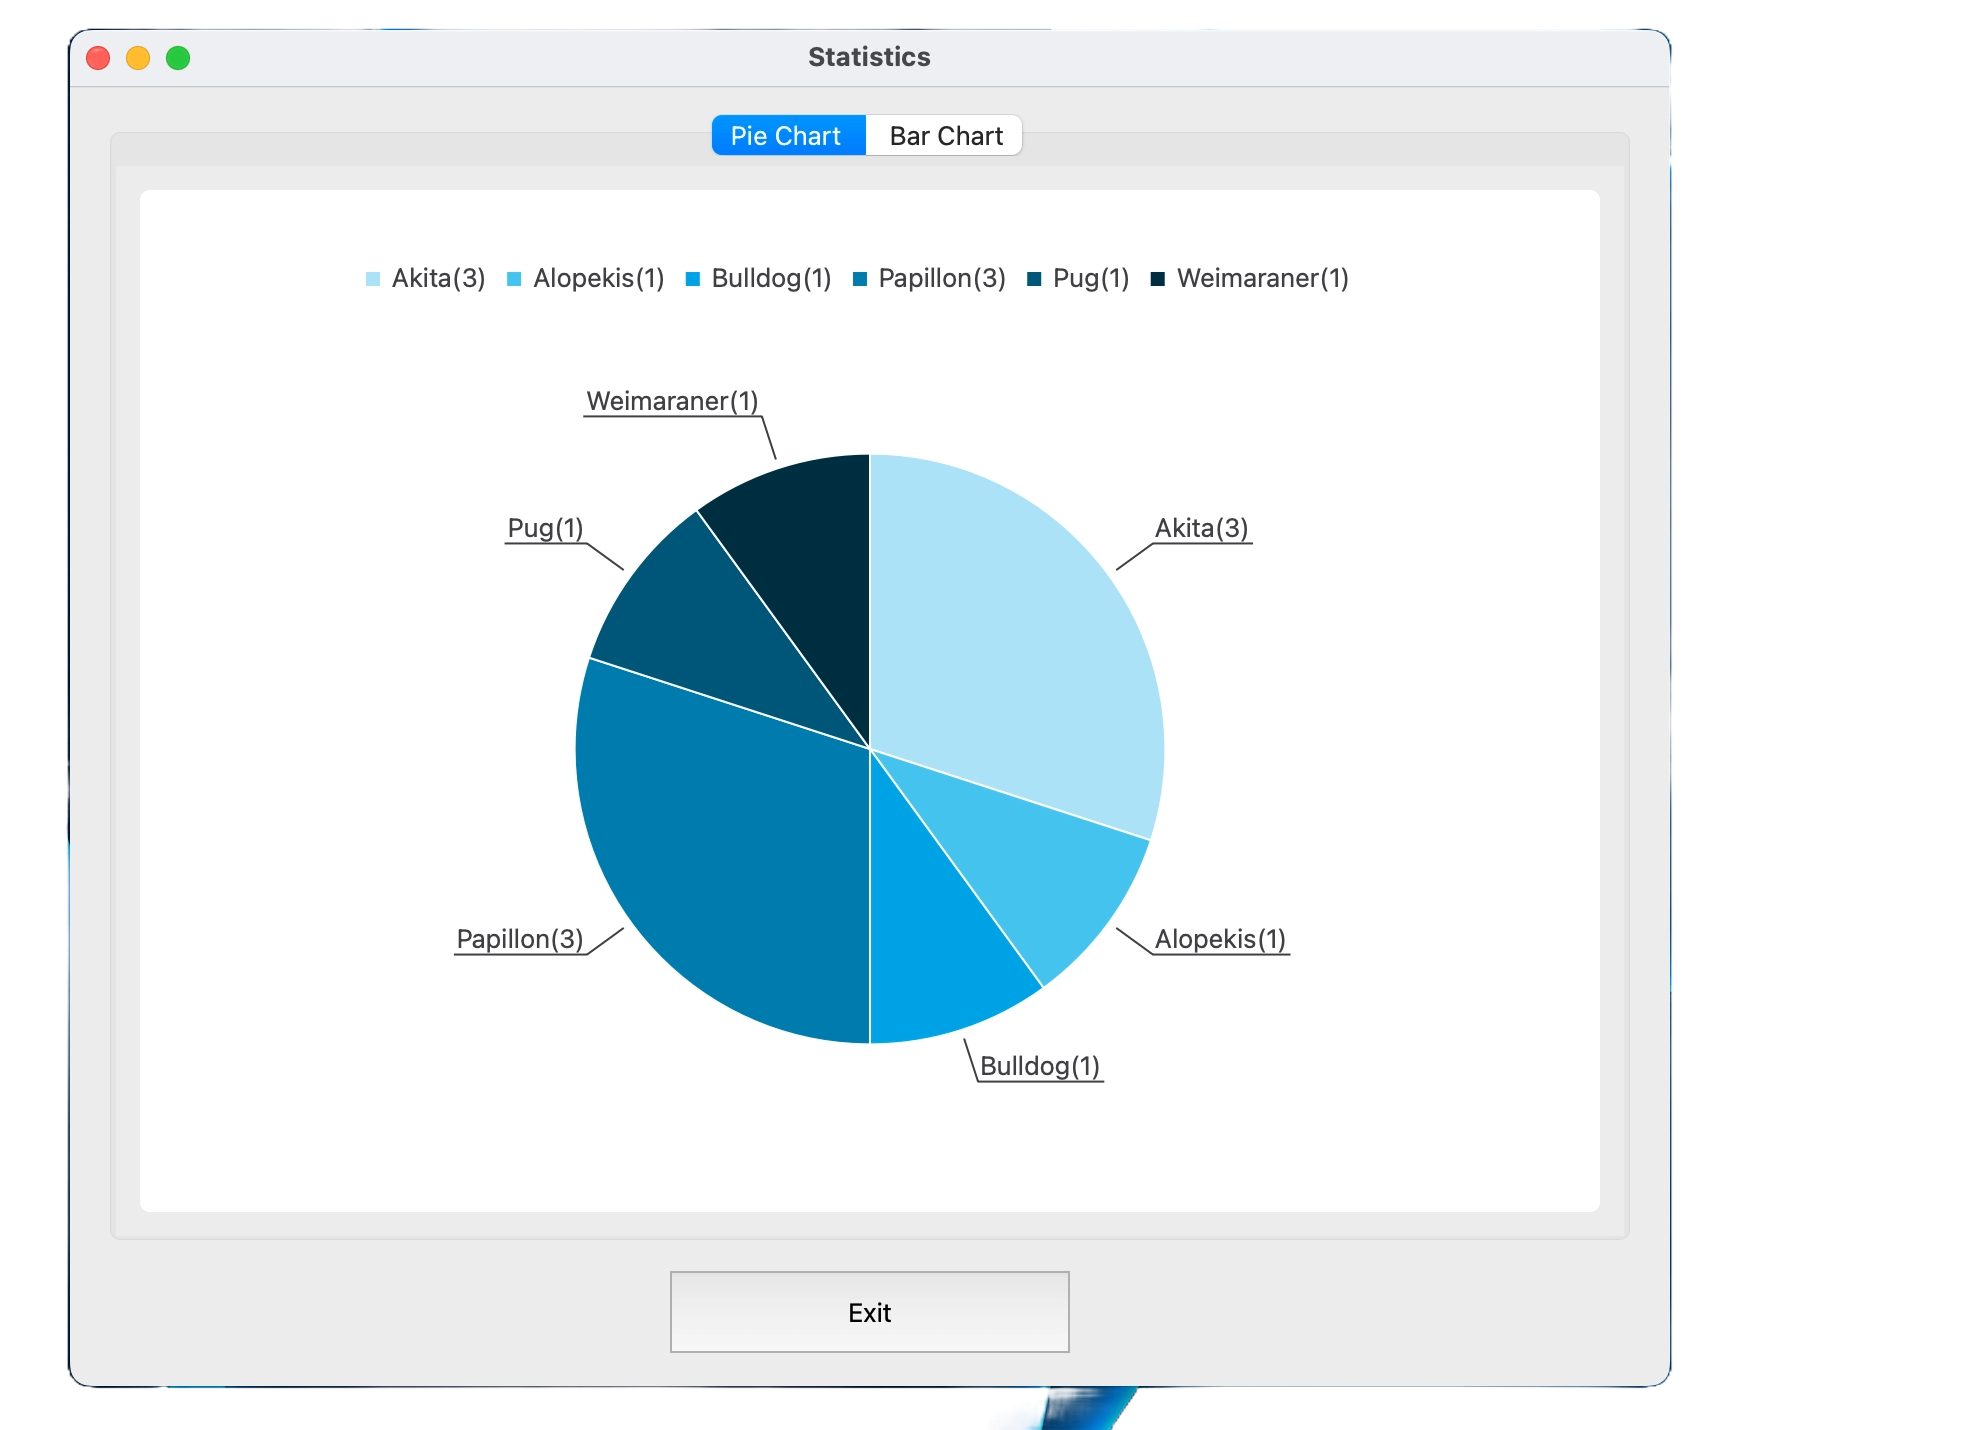 Statistics
Pie Chart Bar Chart
Akita(3) Alopekis(1) Bulldog(1) Papillon(3) Pug(1) Weimaraner(1)
Weimaraner(1)
Pug(1) Akita(3)
Papillon(3) Alopekis(1)
Bulldog(1)
Exit